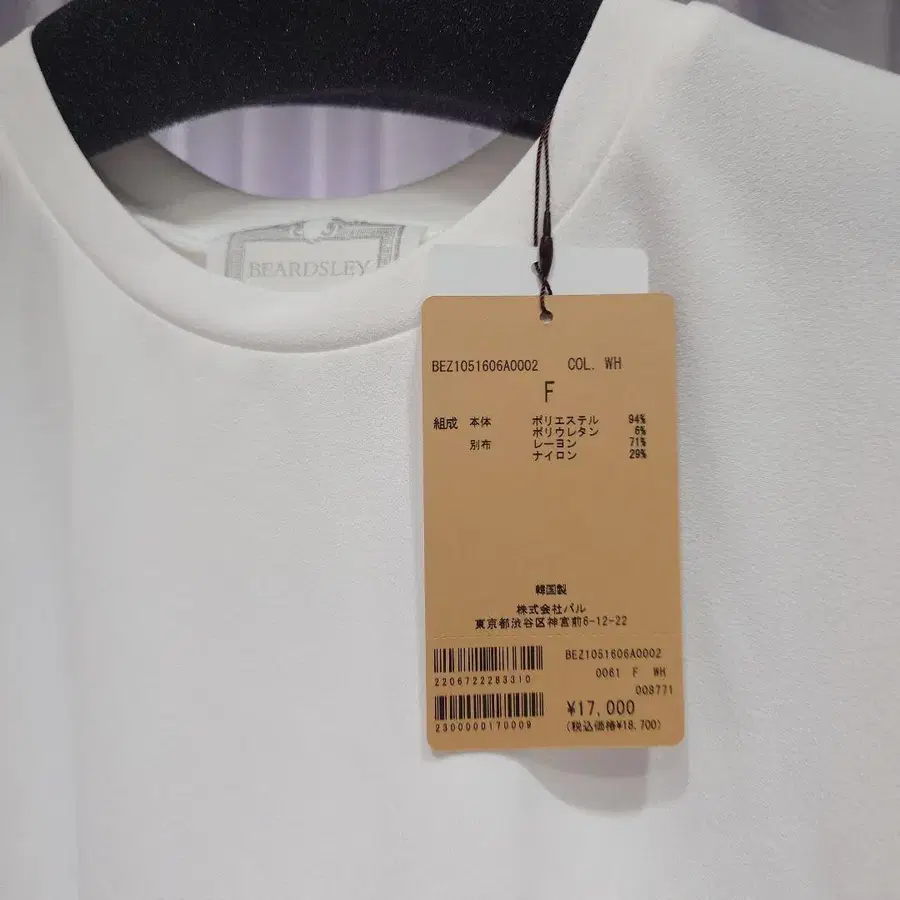 BEARDSLEY
BEZ1051606A0002 COL. WH
F
組成 本体 ポリエステル 94%
ポリウレタン 6%
別布 レーヨン 71%
ナイロン 29%
韓国製
株式会社パル
東京都渋谷区神宮前6-12-22
BEZ1051606A0002
2206722283310
0061 F WH
008771
2300000170009
¥17,000
(税込価格¥18,700)